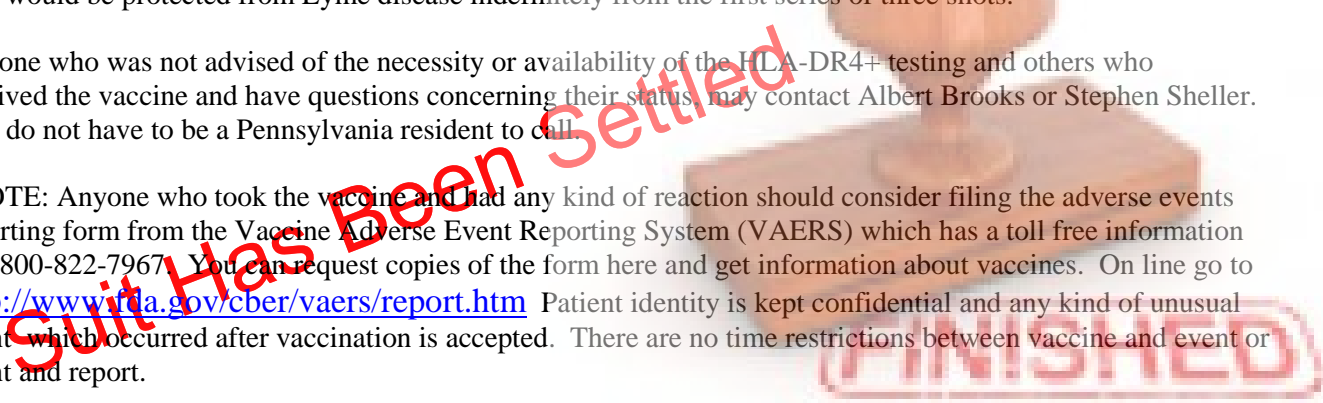 would be protected from Lyme disease indefinitely from the first series of three shots.
one who was not advised of the necessity or availability of the HLA-DR4+ testing and others who
ived the vaccine and have questions concerning their status, may contact Albert Brooks or Stephen Sheller.
do not have to be a Pennsylvania resident to call.
OTE: Anyone who took the vaccine and had any kind of reaction should consider filing the adverse events
rting form from the Vaccine Adverse Event Reporting System (VAERS) which has a toll free information
800-822-7967. You can request copies of the form here and get information about vaccines. On line go to
://www.fda.gov/cber/vaers/report.htm Patient identity is kept confidential and any kind of unusual
nt which occurred after vaccination is accepted. There are no time restrictions between vaccine and event or
nt and report.
Suit Has Been Settled
FINISHED